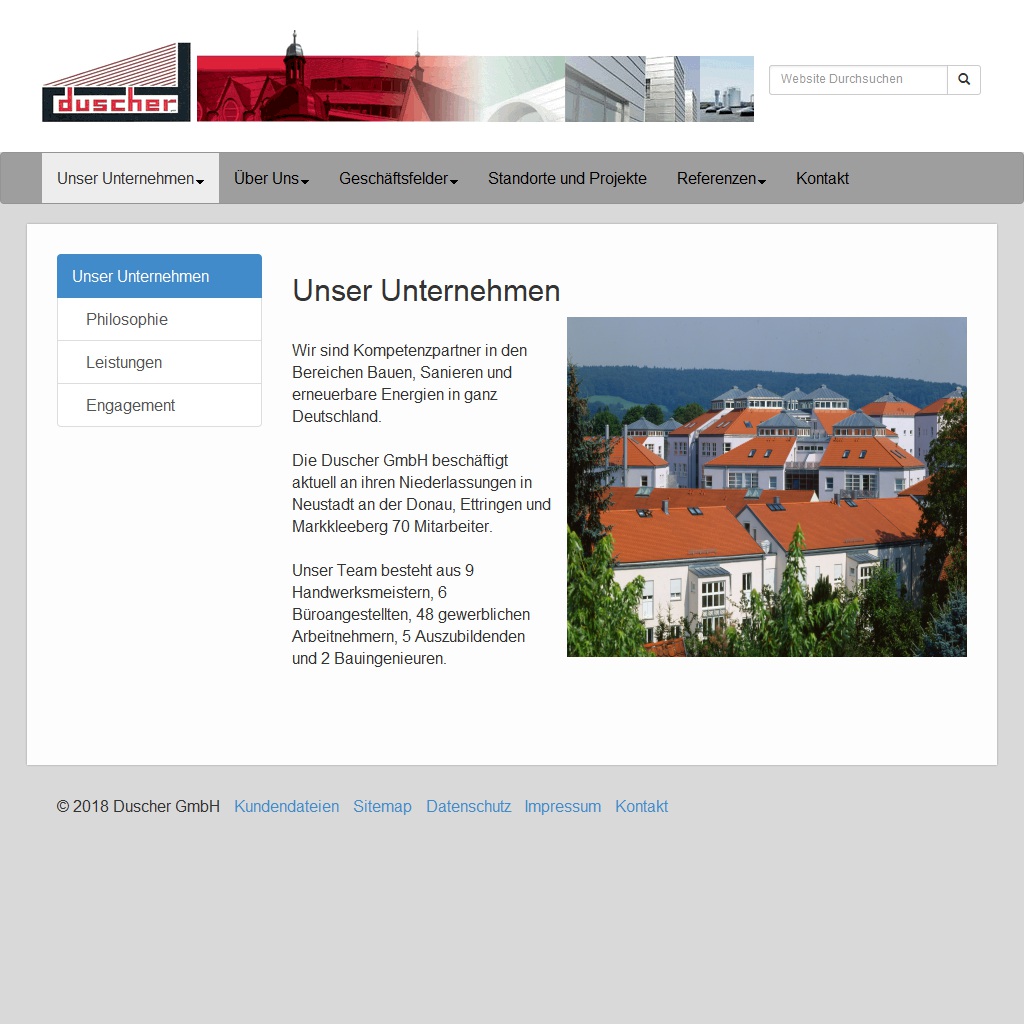 duscher
Website Durchsuchen
Unser Unternehmen Über Uns Geschäftsfelder Standorte und Projekte Referenzen Kontakt
Unser Unternehmen
Philosophie
Leistungen
Engagement
Unser Unternehmen
Wir sind Kompetenzpartner in den
Bereichen Bauen, Sanieren und
erneuerbare Energien in ganz
Deutschland.
Die Duscher GmbH beschäftigt
aktuell an ihren Niederlassungen in
Neustadt an der Donau, Ettringen und
Markkleeberg 70 Mitarbeiter.
Unser Team besteht aus 9
Handwerksmeistern, 6
Büroangestellten, 48 gewerblichen
Arbeitnehmern, 5 Auszubildenden
und 2 Bauingenieuren.
© 2018 Duscher GmbH Kundendateien Sitemap Datenschutz Impressum Kontakt